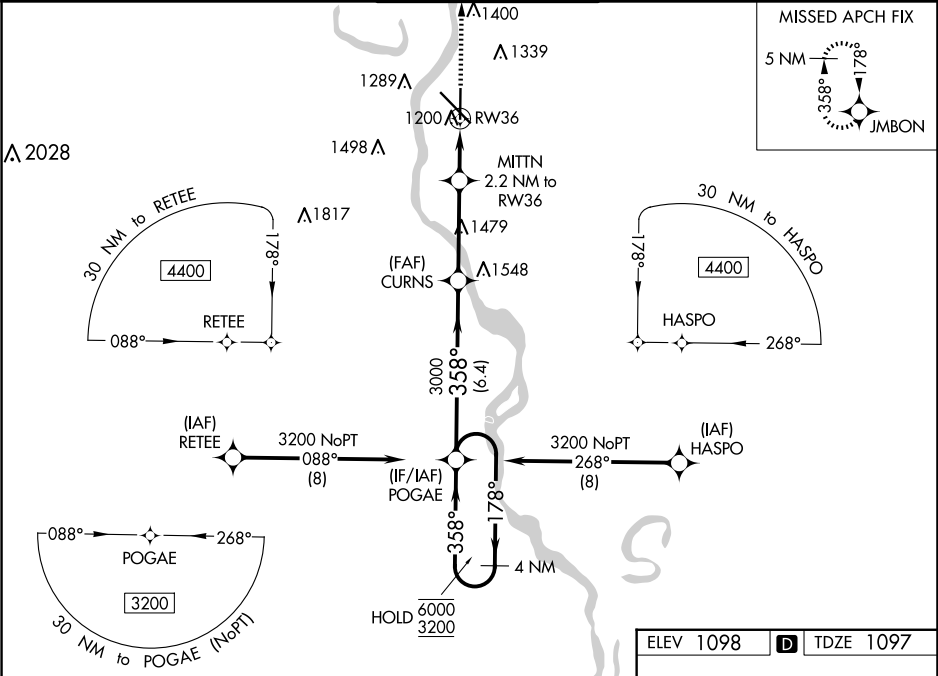 1400
1339
1289
1200
RW36
1498
2028
MITTN
2.2 NM to
RW36
1817
1479
(FAF)
CURNS
1548
MISSED APCH FIX
5 NM
358°
178°
JMBON
30 NM to RETEE
178°
4400
RETEE
088°
30 NM to HASPO
178°
4400
HASPO
268°
3000
358°
(6.4)
(IAF)
RETEE
3200 NoPT
088°
(8)
(IF/IAF)
POGAE
3200 NoPT
268°
(8)
(IAF)
HASPO
358°
178°
4 NM
HOLD
6000
3200
088°
268°
POGAE
3200
30 NM to POGAE (NoPT)
ELEV 1098 D TDZE 1097